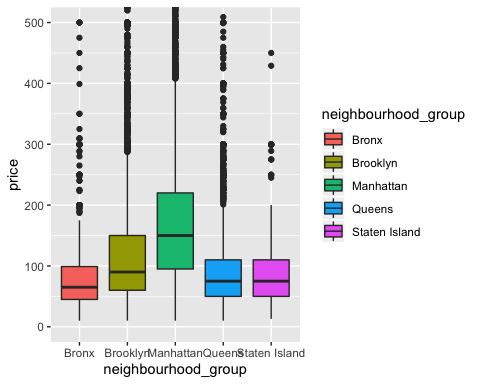 500
400
300
200
100
0
price
Bronx Brooklyn Manhattan Queens Staten Island
neighbourhood_group
neighbourhood_group
Bronx
Brooklyn
Manhattan
Queens
Staten Island